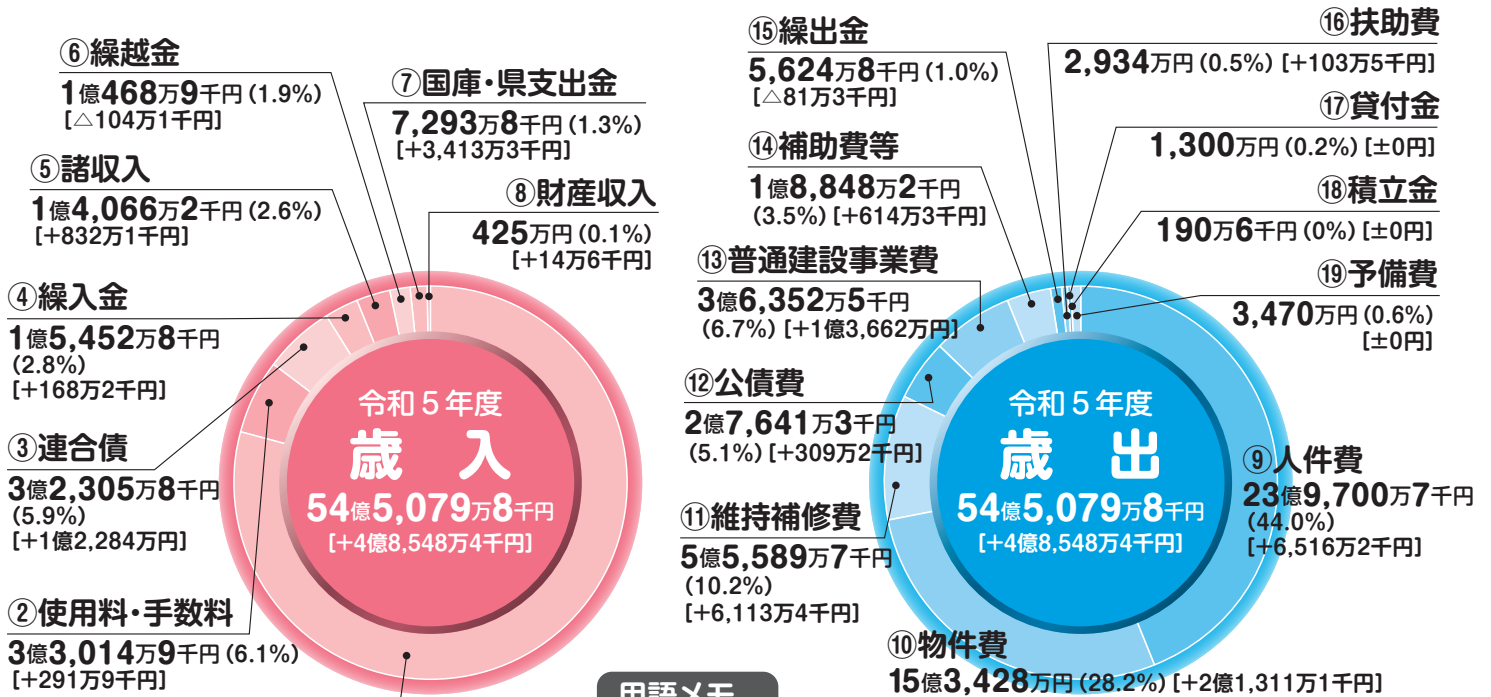 ⑥繰越金
1億468万9千円(1.9%)
[△104万1千円]
⑦国庫・県支出金
7,293万8千円(1.3%)
[+3,413万3千円]
⑤諸収入
1億4,066万2千円(2.6%)
[+832万1千円]
⑧財産収入
425万円(0.1%)
[+14万6千円]
④繰入金
1億5,452万8千円
(2.8%)
[+168万2千円]
③連合債
3億2,305万8千円
(5.9%)
[+1億2,284万円]
②使用料・手数料
3億3,014万9千円(6.1%)
[+291万9千円]
令和5年度
歳 入
54億5,079万8千円
[+4億8,548万4千円]
用語メモ
⑮繰出金
5,624万8千円(1.0%)
[△81万3千円]
⑭補助費等
1億8,848万2千円
(3.5%) [+614万3千円]
⑬普通建設事業費
3億6,352万5千円
(6.7%) [+1億3,662万円]
⑫公債費
2億7,641万3千円
(5.1%) [+309万2千円]
⑪維持補修費
5億5,589万7千円
(10.2%)
[+6,113万4千円]
⑩物件費
15億3,428万円(28.2%) [+2億1,311万1千円]
令和5年度
歳 出
54億5,079万8千円
[+4億8,548万4千円]
⑯扶助費
2,934万円(0.5%) [+103万5千円]
⑰貸付金
1,300万円(0.2%) [±0円]
⑱積立金
190万6千円(0%) [±0円]
⑲予備費
3,470万円(0.6%)
[±0円]
⑨人件費
23億9,700万7千円
(44.0%)
[+6,516万2千円]